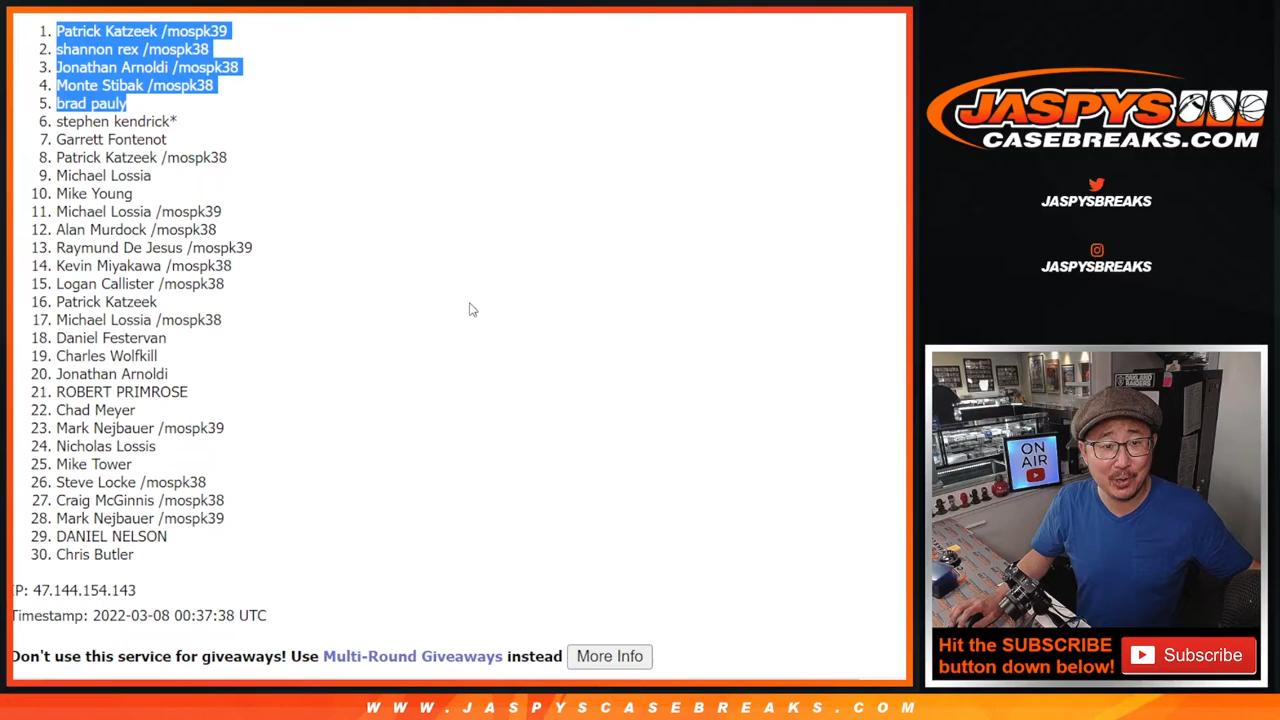 1. Patrick Katzeek /mospk39
2. shannon rex /mospk38
3. Jonathan Arnoldi /mospk38
4. Monte Stibak /mospk38
5. brad pauly
6. stephen kendrick*
7. Garrett Fontenot
8. Patrick Katzeek /mospk38
9. Michael Lossia
10. Mike Young
11. Michael Lossia /mospk39
12. Alan Murdock /mospk38
13. Raymund De Jesus /mospk39
14. Kevin Miyakawa /mospk38
15. Logan Callister /mospk38
16. Patrick Katzeek
17. Michael Lossia /mospk38
18. Daniel Festervan
19. Charles Wolfkill
20. Jonathan Arnoldi
21. ROBERT PRIMROSE
22. Chad Meyer
23. Mark Nejbauer /mospk39
24. Nicholas Lossis
25. Mike Tower
26. Steve Locke /mospk38
27. Craig McGinnis /mospk38
28. Mark Nejbauer /mospk39
29. DANIEL NELSON
30. Chris Butler
IP: 47.144.154.143
Timestamp: 2022-03-08 00:37:38 UTC
Don't use this service for giveaways! Use Multi-Round Giveaways instead More Info
JASPYS
CASEBREAKS.COM
JASPYSBREAKS
JASPYSBREAKS
OAKLAND
RAIDERS
ON
AIR
Hit the SUBSCRIBE
button down below!
Subscribe
WWW.JASPYSCASEBREAKS.COM